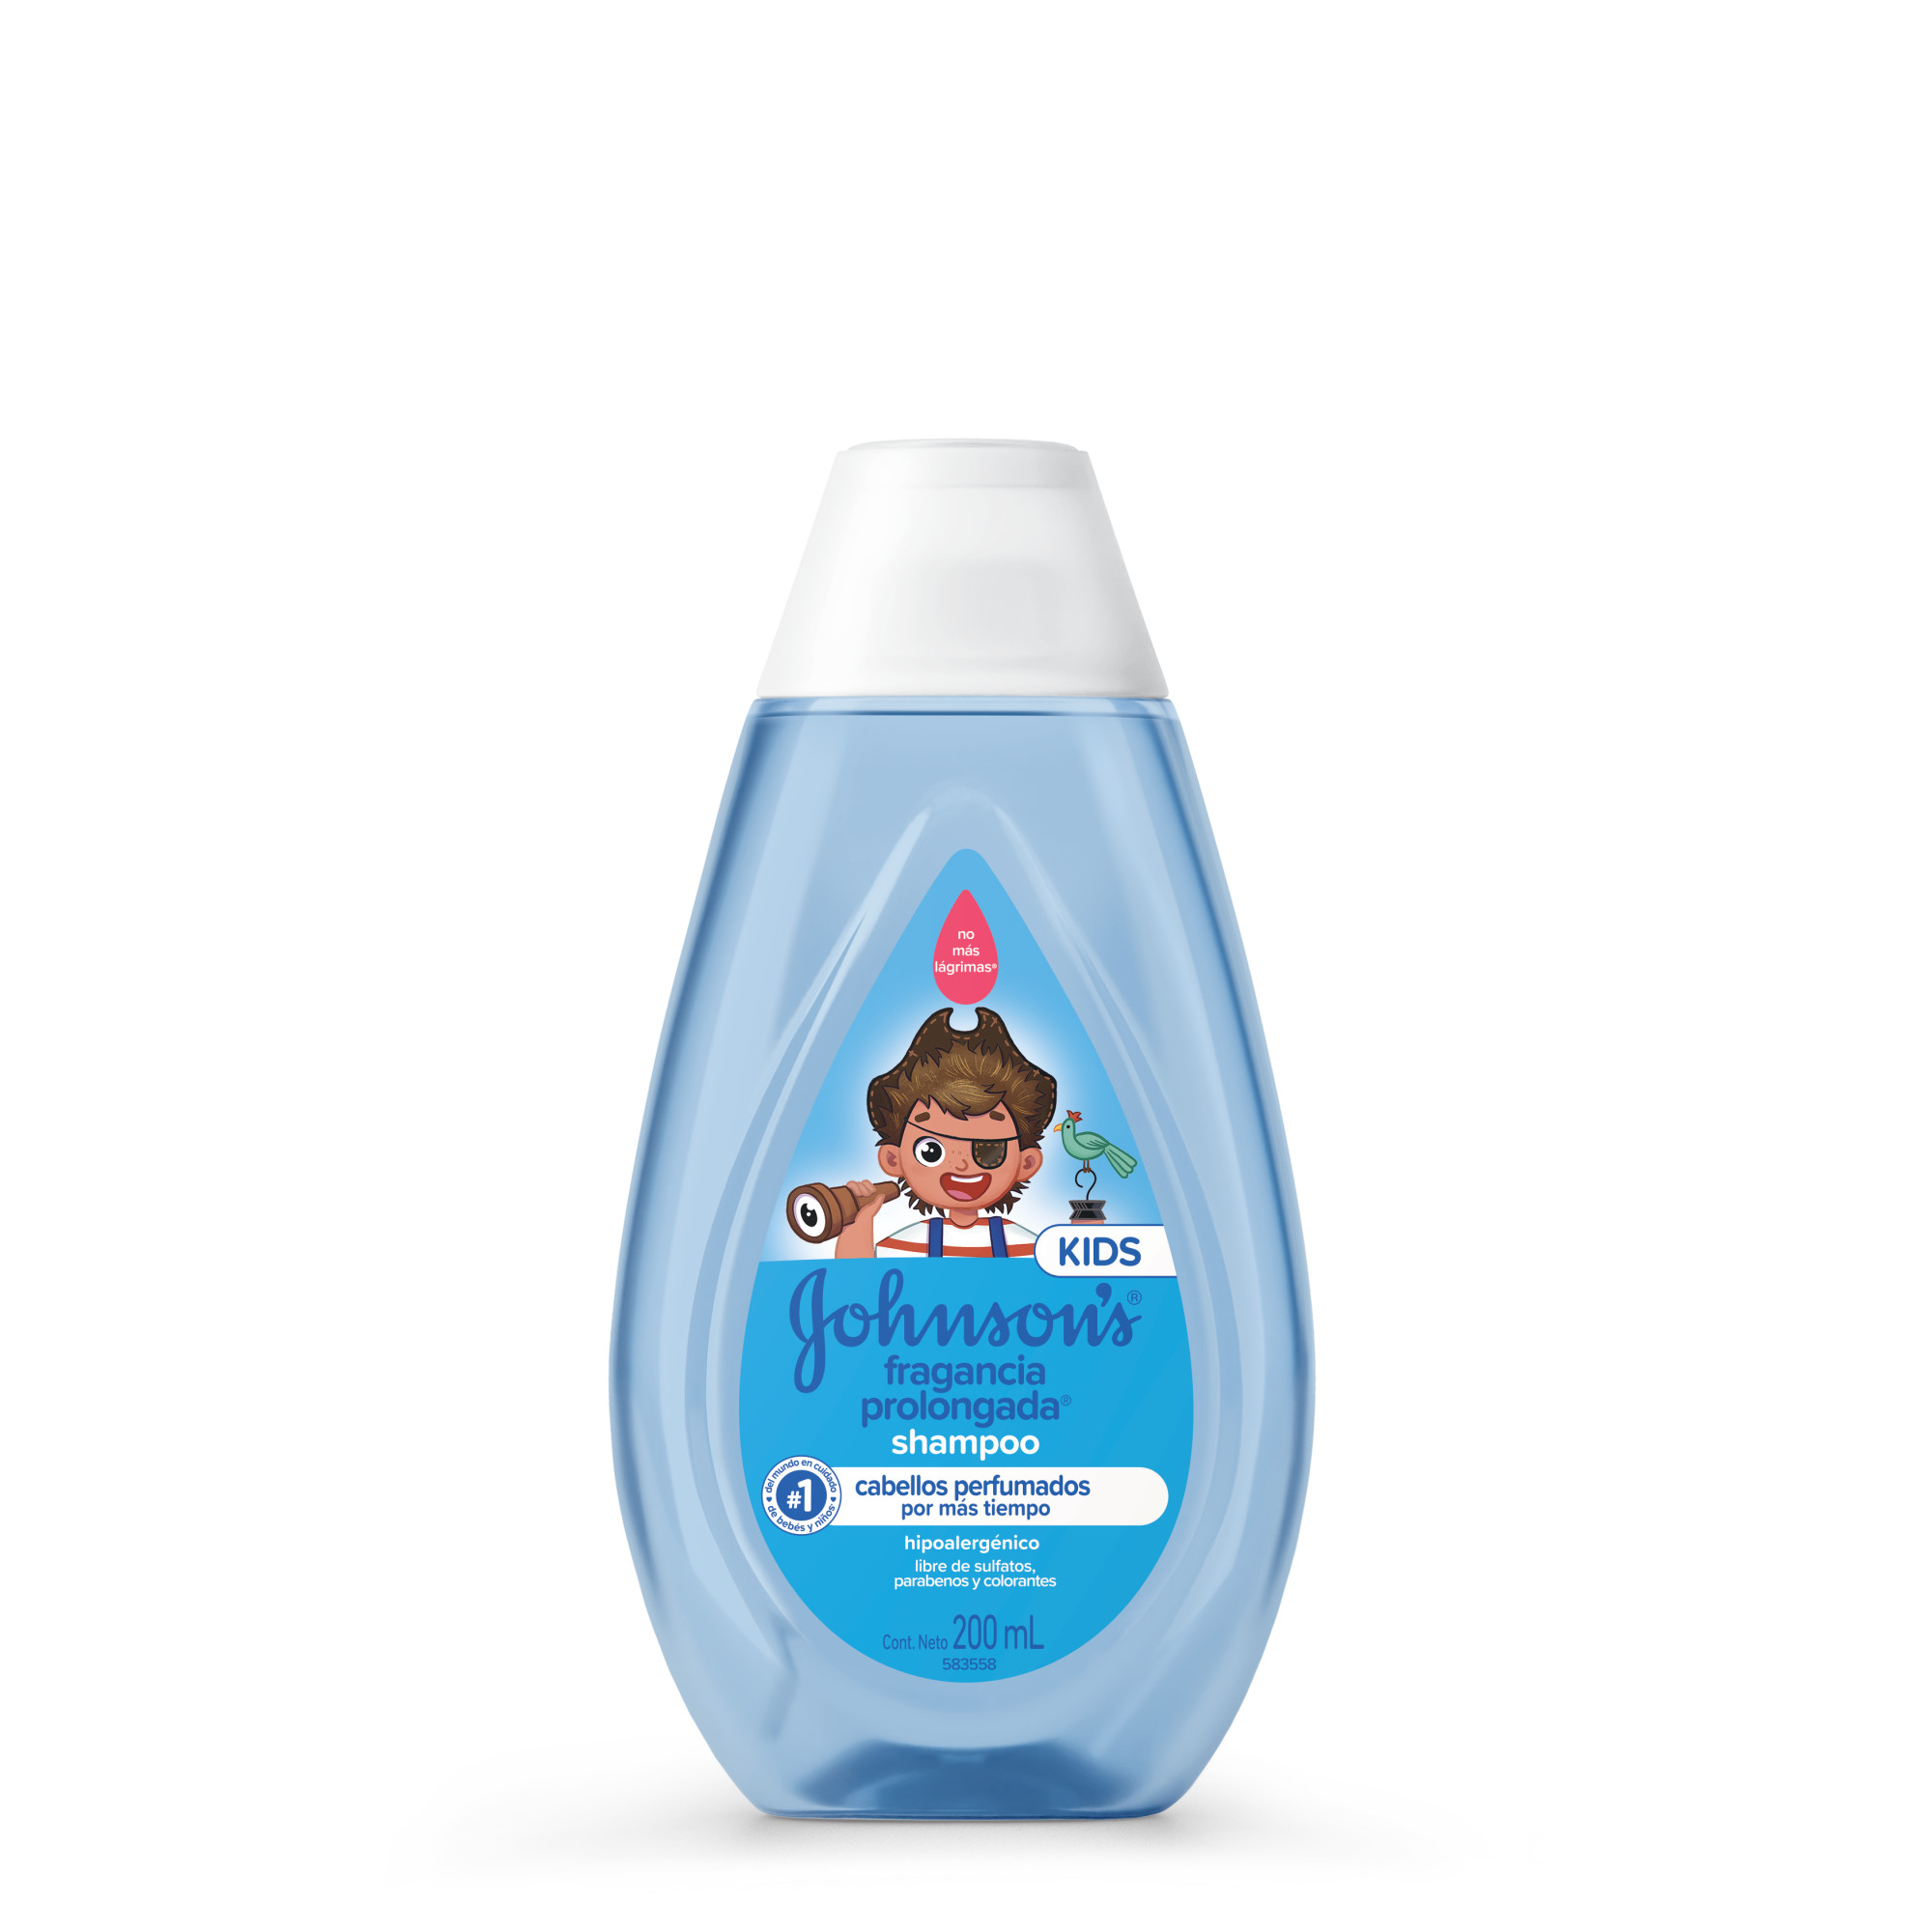 no
más
lágrimas®
KIDS
Johnson's®
fragancia
prolongada®
shampoo
#1
del mundo en cuidado
de bebés y niños
cabellos perfumados
por más tiempo
hipoalergénico
libre de sulfatos,
parabenos y colorantes
Cont. Neto 200 mL
583558